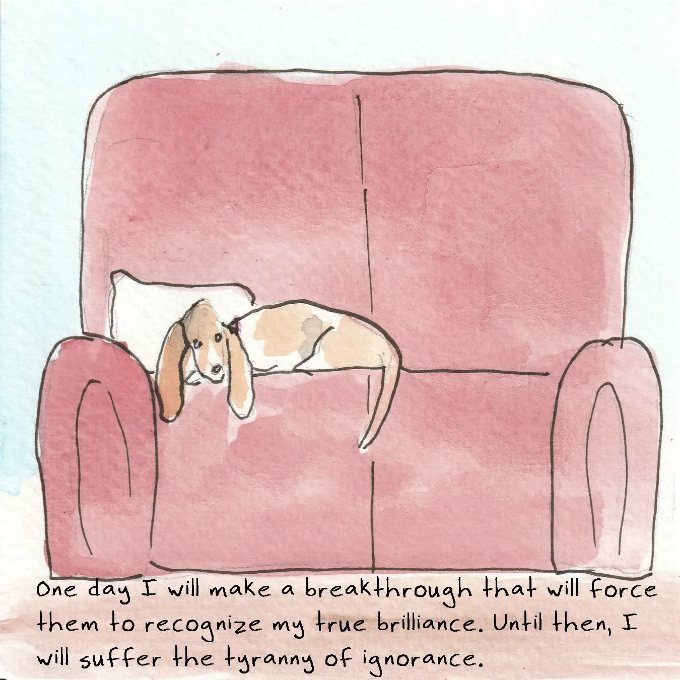 One day I will make a breakthrough that will force
them to recognize my true brilliance. Until then, I
will suffer the tyranny of ignorance.